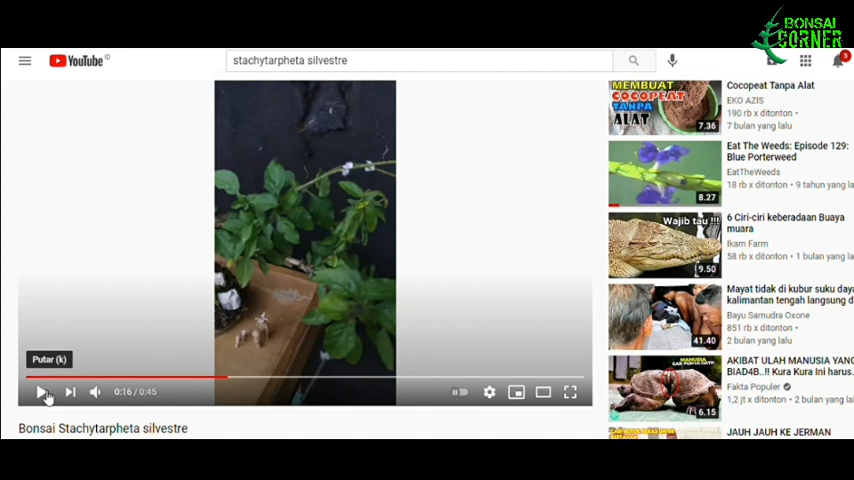 BONSAI
CORNER
YouTube ID
stachytarpheta silvestre
5
MEMBUAT
COCOPEAT
TANPA
ALAT
7.36
Cocopeat Tanpa Alat
EKO AZIS
190 rb x ditonton •
7 bulan yang lalu
8.27
Eat The Weeds: Episode 129:
Blue Porterweed
EatTheWeeds
18 rb x ditonton • 9 tahun yang lalu
Wajib tau !!!
9.50
6 Ciri-ciri keberadaan Buaya
muara
Ikam Farm
58 rb x ditonton • 1 bulan yang lalu
41.40
Mayat tidak di kubur suku daya
kalimantan tengah langsung d
Bayu Samudra Oxone
851 rb x ditonton •
2 bulan yang lalu
MANUSIA
6.15
AKIBAT ULAH MANUSIA YANG
BIAD4B..!! Kura Kura Ini harus
Fakta Populer
1,2 jt x ditonton • 2 bulan yang lalu
JAUH JAUH KE JERMAN
Putar (k)
0:16 / 0:45
Bonsai Stachytarpheta silvestre